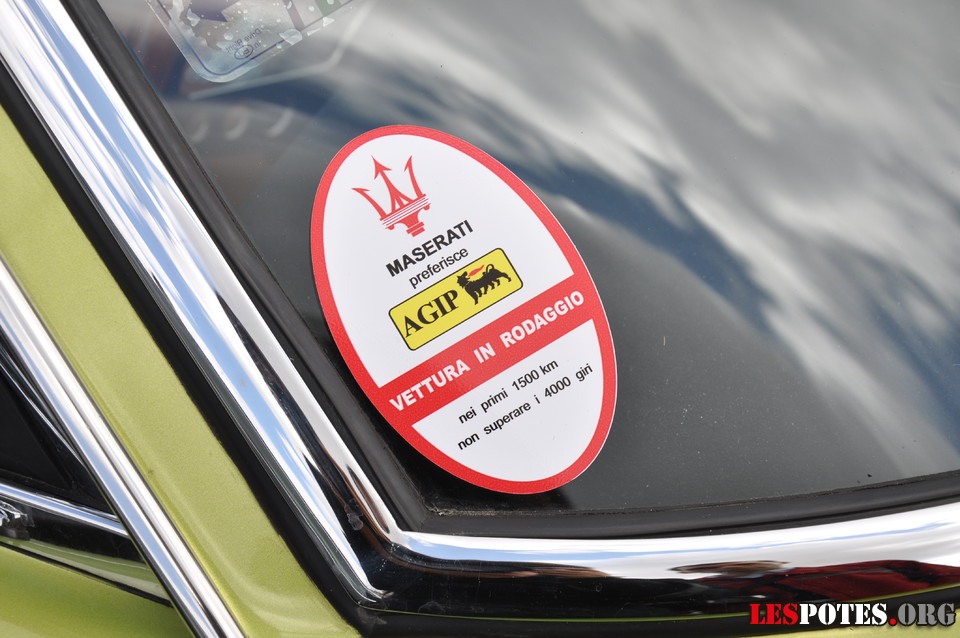 MASERATI
preferisce
AGIP
VETTURA IN RODAGGIO
nei primi 1500 km
non superare i 4000 giri
LESPOTES.ORG